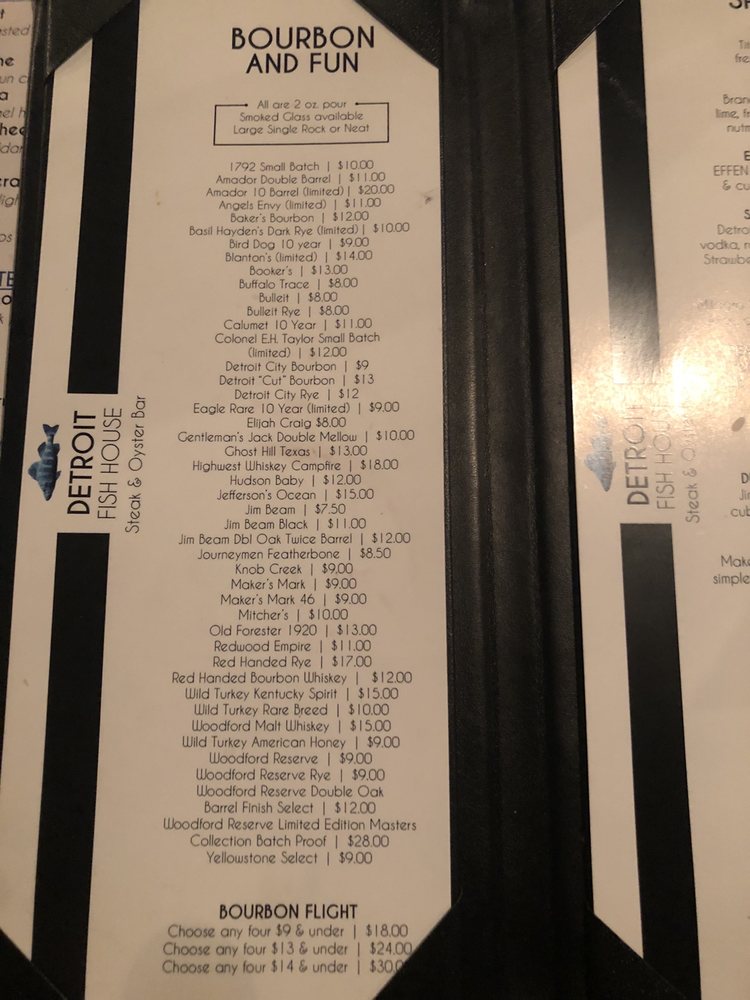 BOURBON
AND FUN
All are 2 oz. pour
Smoked Glass available
Large Single Rock or Neat
1792 Small Batch | $10.00
Amador Double Barrel | $11.00
Amador 10 Barrel (limited) | $20.00
Angels Envy (limited) | $11.00
Baker's Bourbon | $12.00
Basil Hayden's Dark Rye (limited) | $10.00
Bird Dog 10 year | $9.00
Blanton's (limited) | $14.00
Booker's | $13.00
Buffalo Trace | $8.00
Bulleit | $8.00
Bulleit Rye | $8.00
Calumet 10 Year | $11.00
Colonel E.H. Taylor Small Batch
(limited) | $12.00
Detroit City Bourbon | $9
Detroit "Cut" Bourbon | $13
Detroit City Rye | $12
Eagle Rare 10 Year (limited) | $9.00
Elijah Craig $8.00
Gentleman's Jack Double Mellow | $10.00
Ghost Hill Texas | $13.00
Highwest Whiskey Campfire | $18.00
Hudson Baby | $12.00
Jefferson's Ocean | $15.00
Jim Beam | $7.50
Jim Beam Black | $11.00
Jim Beam Dbl Oak Twice Barrel | $12.00
Journeymen Featherbone | $8.50
Knob Creek | $9.00
Maker's Mark | $9.00
Maker's Mark 46 | $9.00
Mitcher's | $10.00
Old Forester 1920 | $13.00
Redwood Empire | $11.00
Red Handed Rye | $17.00
Red Handed Bourbon Whiskey | $12.00
Wild Turkey Kentucky Spirit | $15.00
Wild Turkey Rare Breed | $10.00
Woodford Malt Whiskey | $15.00
Wild Turkey American Honey | $9.00
Woodford Reserve | $9.00
Woodford Reserve Rye | $9.00
Woodford Reserve Double Oak
Barrel Finish Select | $12.00
Woodford Reserve Limited Edition Masters
Collection Batch Proof | $28.00
Yellowstone Select | $9.00
BOURBON FLIGHT
Choose any four $9 & under | $18.00
Choose any four $13 & under | $24.00
Choose any four $14 & under | $30.00
DETROIT
FISH HOUSE
Steak & Oyster Bar
DETROIT
FISH HOUSE
Steak &
lime,
EFFEN
& cu
vodka,
simple